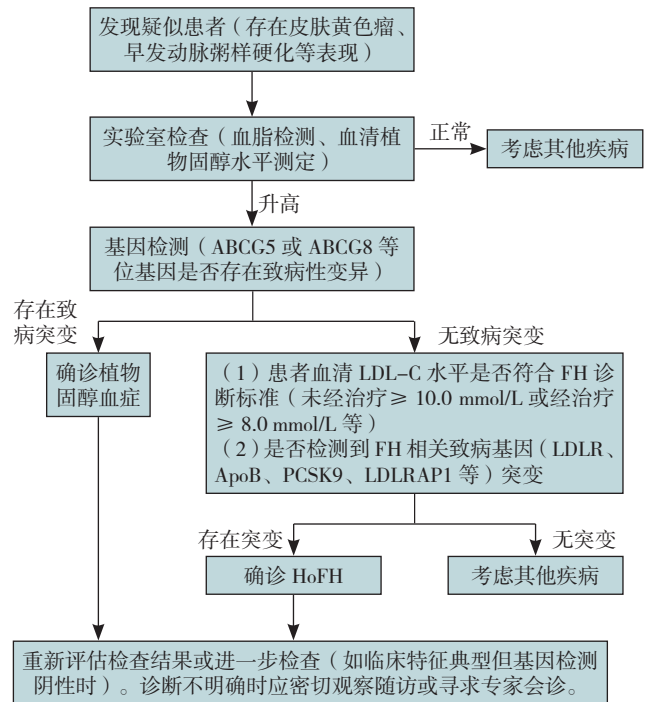 发现疑似患者（存在皮肤黄色瘤、
早发动脉粥样硬化等表现）
实验室检查（血脂检测、血清植
物固醇水平测定）
正常
考虑其他疾病
升高
基因检测（ABCG5 或 ABCG8 等
位基因是否存在致病性变异）
存在致
病突变
无致病突变
确诊植物
固醇血症
（1）患者血清 LDL–C 水平是否符合 FH 诊
断标准（未经治疗≥ 10.0 mmol/L 或经治疗
≥ 8.0 mmol/L 等）
（2）是否检测到 FH 相关致病基因（LDLR、
ApoB、PCSK9、LDLRAP1 等）突变
存在突变
无突变
确诊 HoFH
考虑其他疾病
重新评估检查结果或进一步检查（如临床特征典型但基因检测
阴性时）。诊断不明确时应密切观察随访或寻求专家会诊。